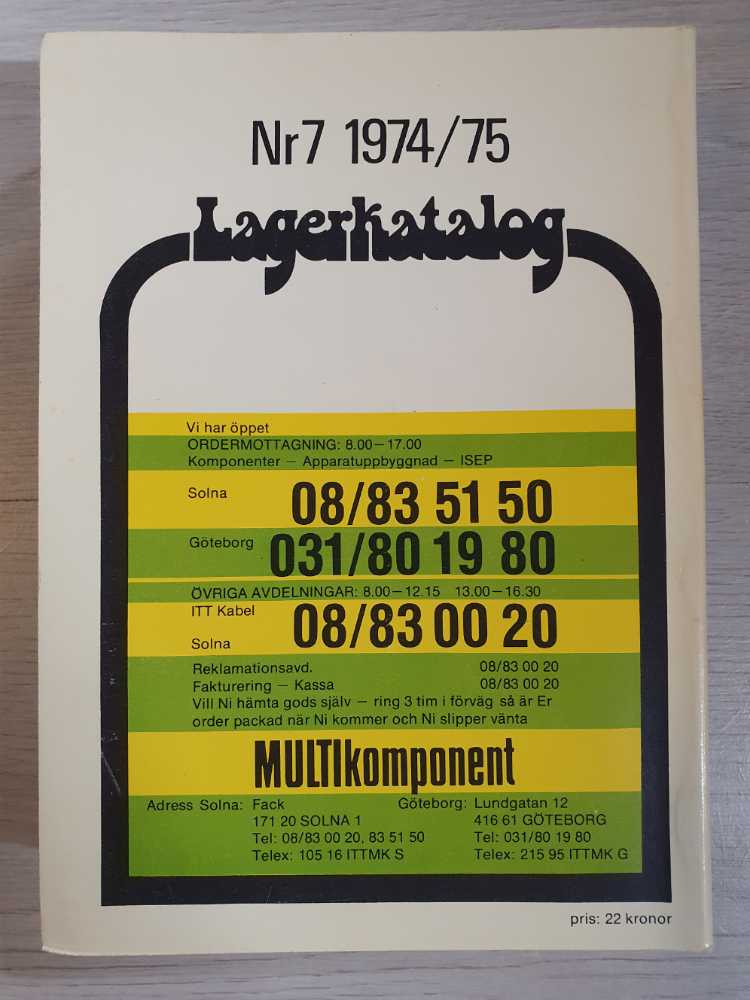 Nr7 1974/75
Lagerkatalog
Vi har öppet
ORDERMOTTAGNING: 8.00–17.00
Komponenter – Apparatuppbyggnad – ISEP
Solna 08/83 51 50
Göteborg 031/80 19 80
ÖVRIGA AVDELNINGAR: 8.00–12.15 13.00–16.30
ITT Kabel
Solna 08/83 00 20
Reklamationsavd. 08/83 00 20
Fakturering – Kassa 08/83 00 20
Vill Ni hämta gods själv – ring 3 tim i förväg så är Er
order packad när Ni kommer och Ni slipper vänta
MULTIkomponent
Adress Solna: Fack Göteborg: Lundgatan 12
171 20 SOLNA 1 416 61 GÖTEBORG
Tel: 08/83 00 20, 83 51 50 Tel: 031/80 19 80
Telex: 105 16 ITTMK S Telex: 215 95 ITTMK G
pris: 22 kronor